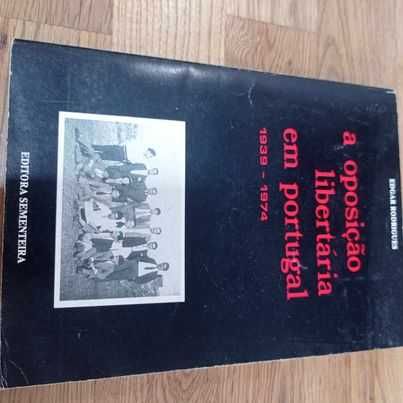 EDGAR RODRIGUES
a oposição
libertária
em portugal
1939 - 1974
EDITORA SEMENTEIRA